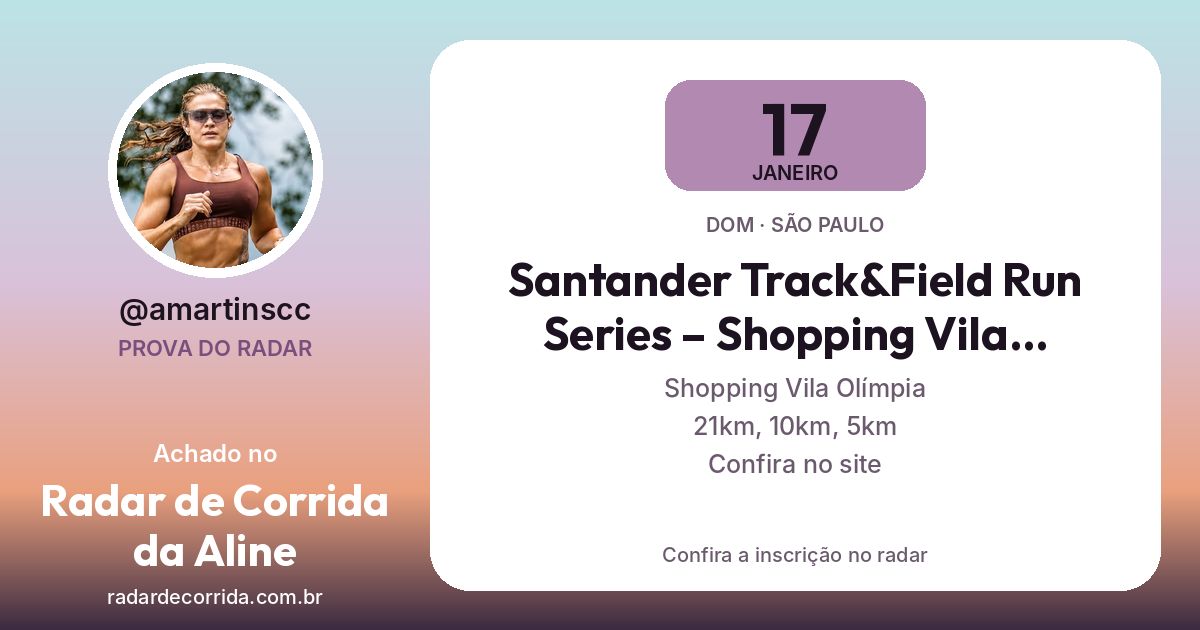 @amartinscc
PROVA DO RADAR
Achado no
Radar de Corrida
da Aline
radardecorrida.com.br
17
JANEIRO
DOM · SÃO PAULO
Santander Track&Field Run
Series – Shopping Vila...
Shopping Vila Olímpia
21km, 10km, 5km
Confira no site
Confira a inscrição no radar